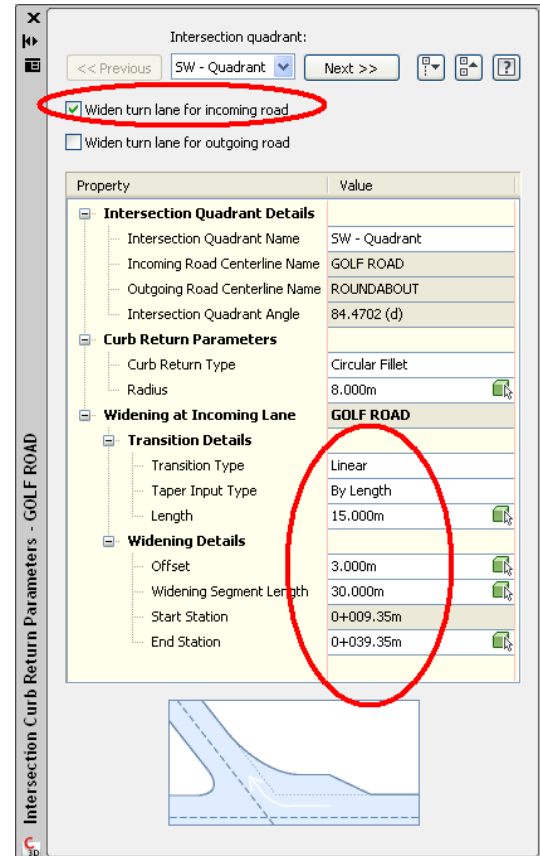 Intersection quadrant:
<< Previous SW - Quadrant Next >>
Widen turn lane for incoming road
Widen turn lane for outgoing road
Property Value
Intersection Quadrant Details
Intersection Quadrant Name SW - Quadrant
Incoming Road Centerline Name GOLF ROAD
Outgoing Road Centerline Name ROUNDABOUT
Intersection Quadrant Angle 84.4702 (d)
Curb Return Parameters
Curb Return Type Circular Fillet
Radius 8.000m
Widening at Incoming Lane GOLF ROAD
Transition Details
Transition Type Linear
Taper Input Type By Length
Length 15.000m
Widening Details
Offset 3.000m
Widening Segment Length 30.000m
Start Station 0+009.35m
End Station 0+039.35m
Intersection Curb Return Parameters - GOLF ROAD
C 3D